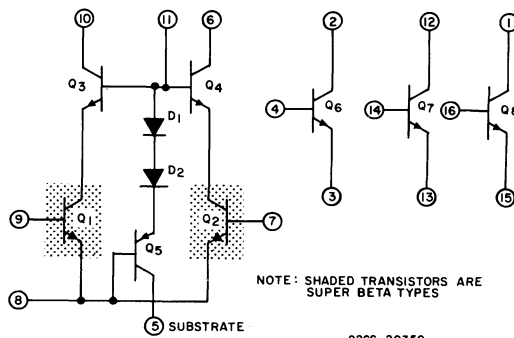 10 11 6 2 12 1
Q3 Q4
D1
Q6 Q7 Q8
4 14 16
D2
3 13 15
9 Q1 Q2 7
Q5
8
NOTE: SHADED TRANSISTORS ARE
SUPER BETA TYPES
5 SUBSTRATE